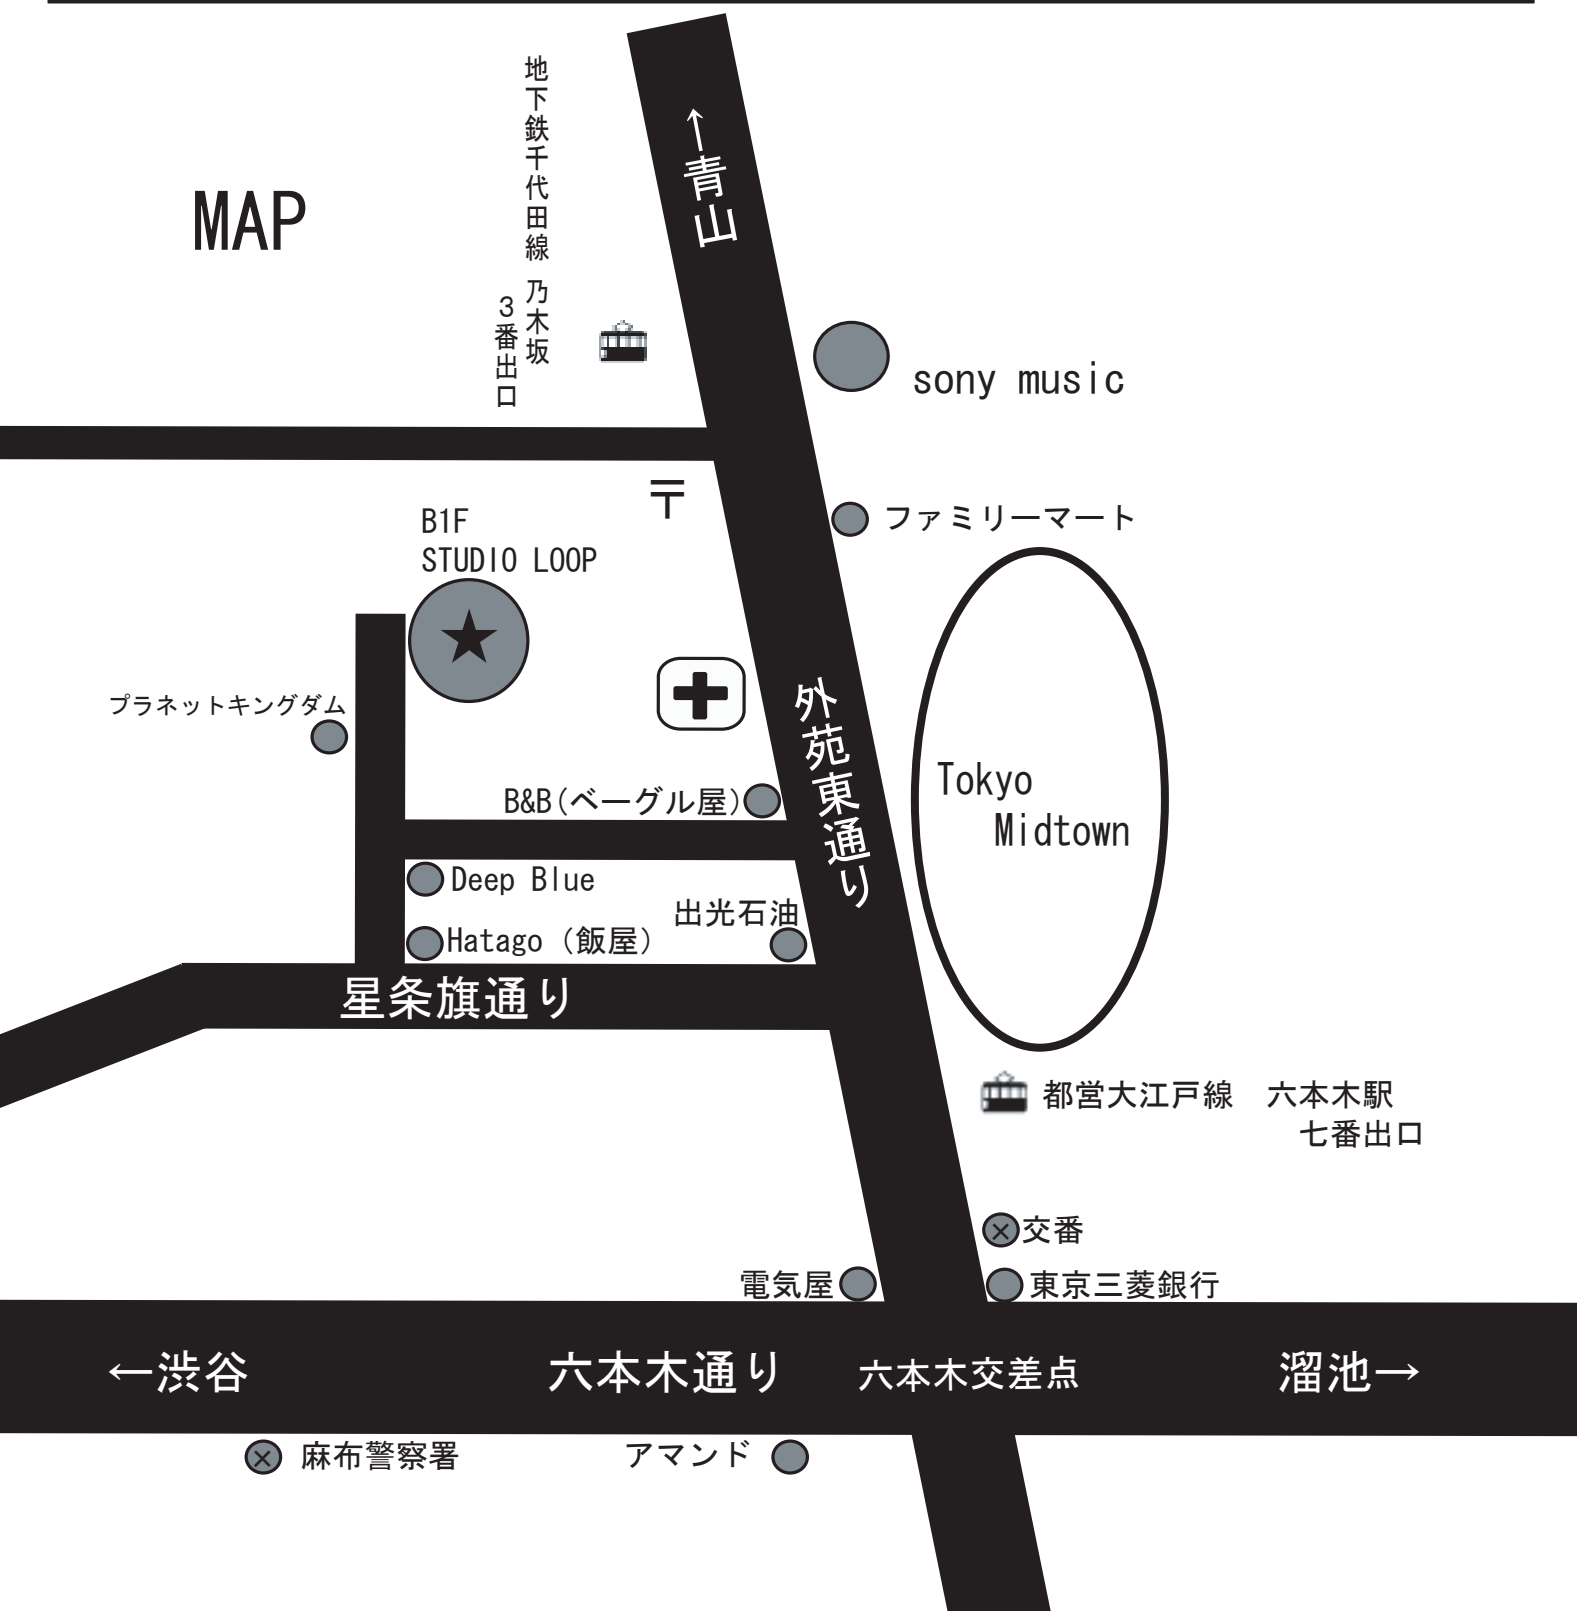 MAP
地下鉄千代田線 乃木坂
3番出口
←青山
sony music
〒
ファミリーマート
B1F
STUDIO LOOP
★
プラネットキングダム
外苑東通り
Tokyo
Midtown
B&B(ベーグル屋)
Deep Blue
出光石油
Hatago (飯屋)
星条旗通り
都営大江戸線　六本木駅
七番出口
交番
電気屋
東京三菱銀行
←渋谷
六本木通り
六本木交差点
溜池→
麻布警察署
アマンド